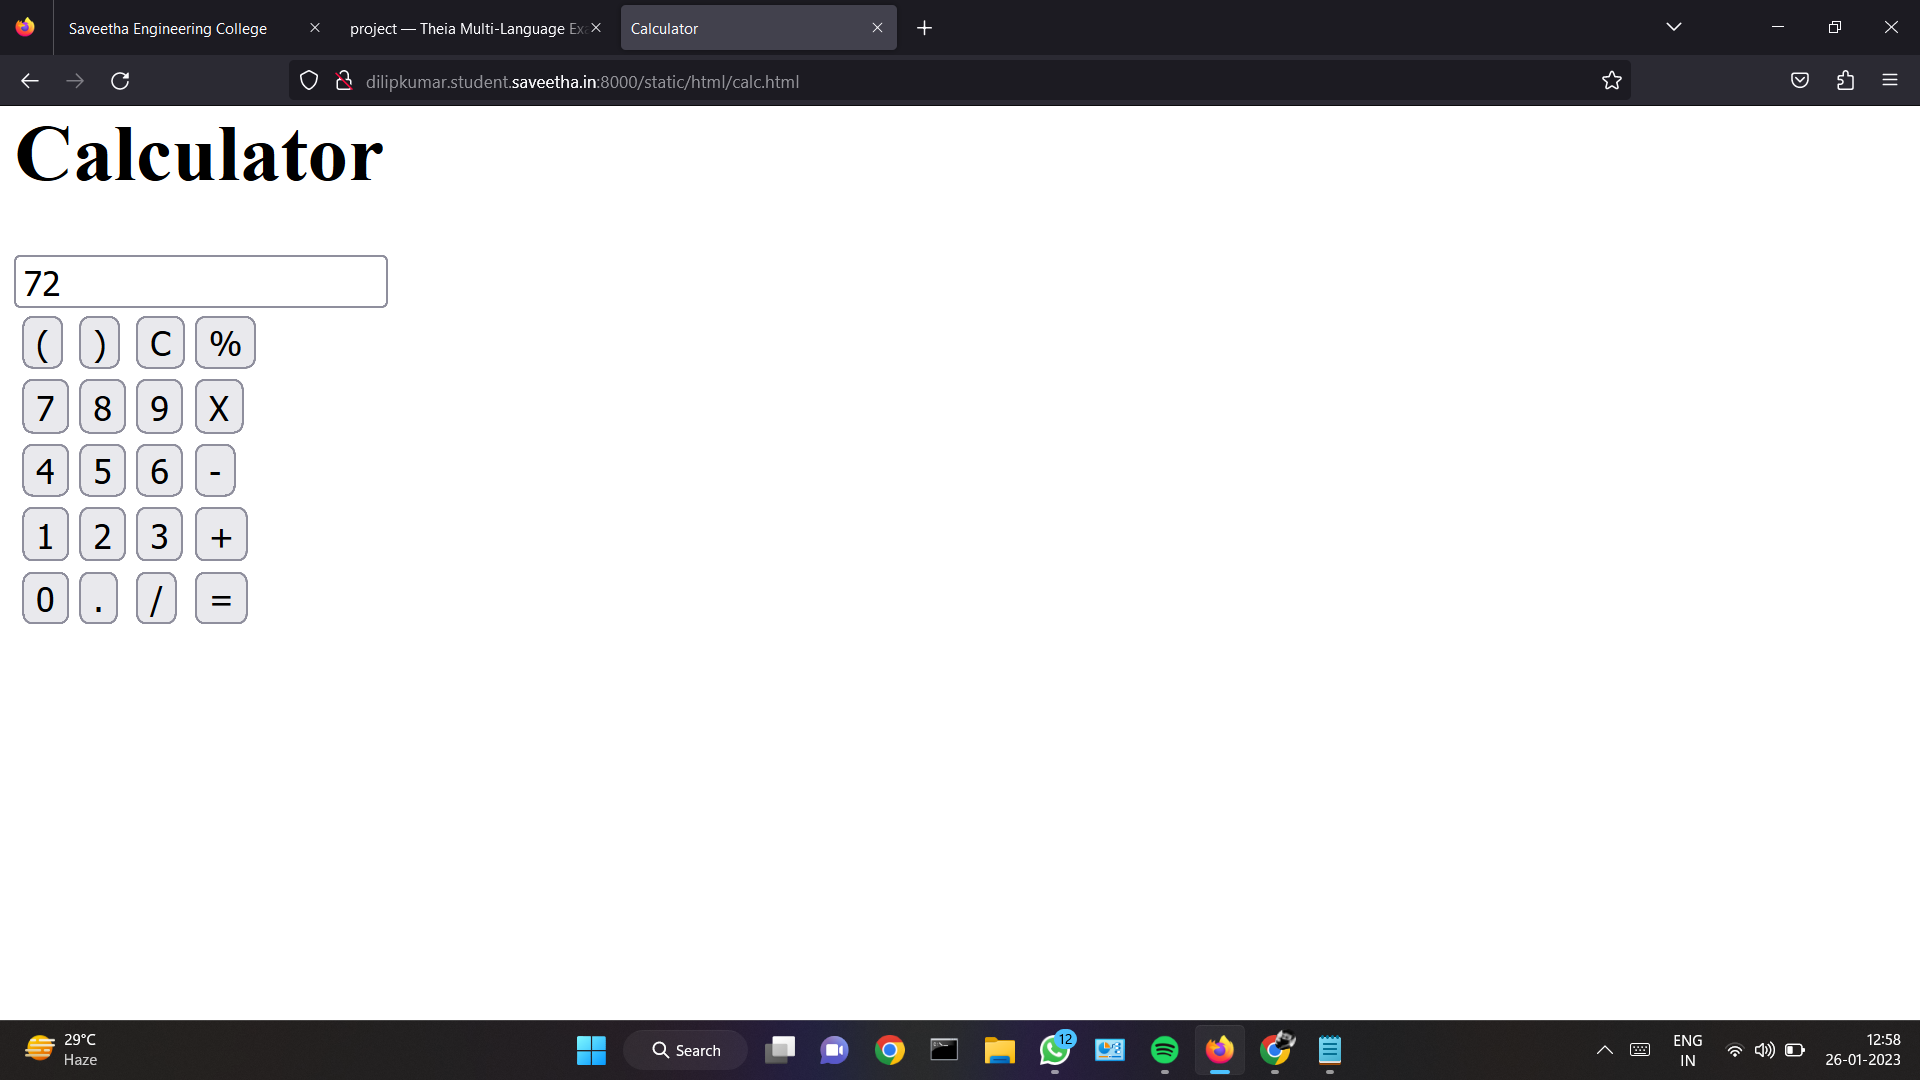 Saveetha Engineering College
project — Theia Multi-Language Ex
Calculator
dilipkumar.student.saveetha.in:8000/static/html/calc.html
Calculator
72
( ) C %
7 8 9 X
4 5 6 -
1 2 3 +
0 . / =
29°C
Haze
Search
12
ENG
IN
12:58
26-01-2023